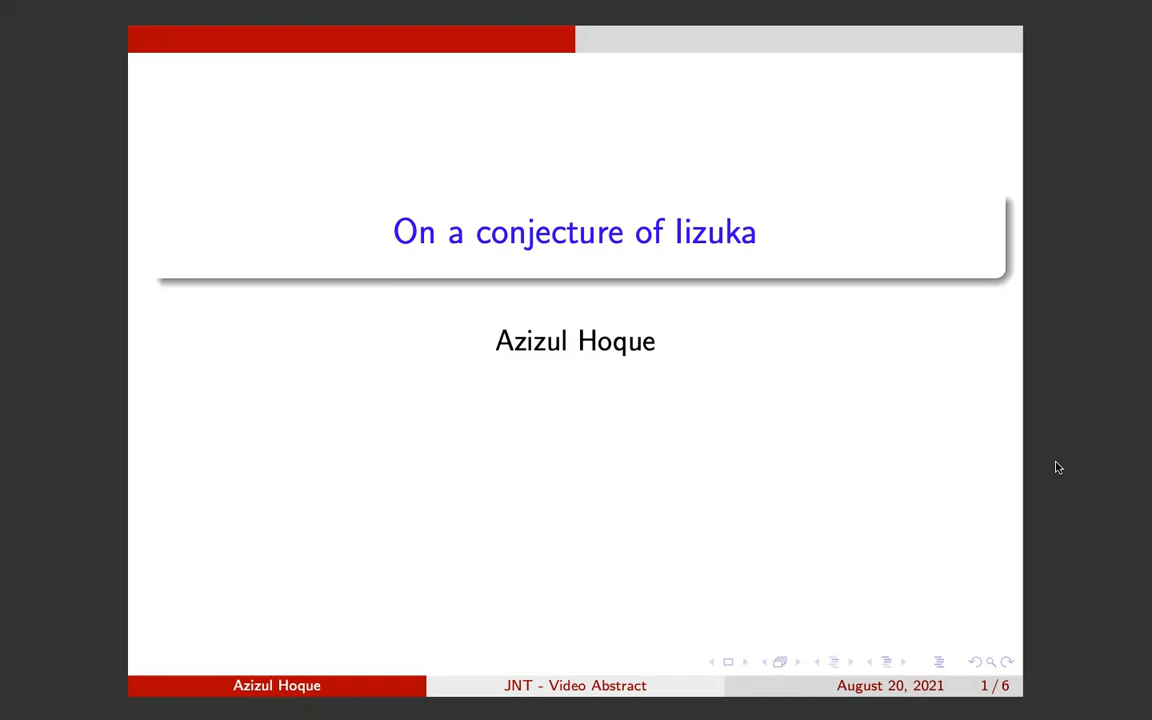 On a conjecture of Iizuka
Azizul Hoque
Azizul Hoque
JNT - Video Abstract
August 20, 2021
1 / 6